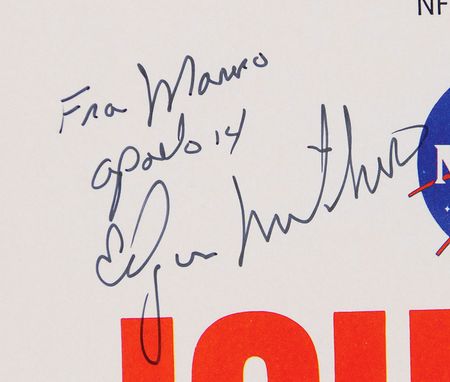 NF
Fra Mauro
apollo 14
Edgar Mitchell